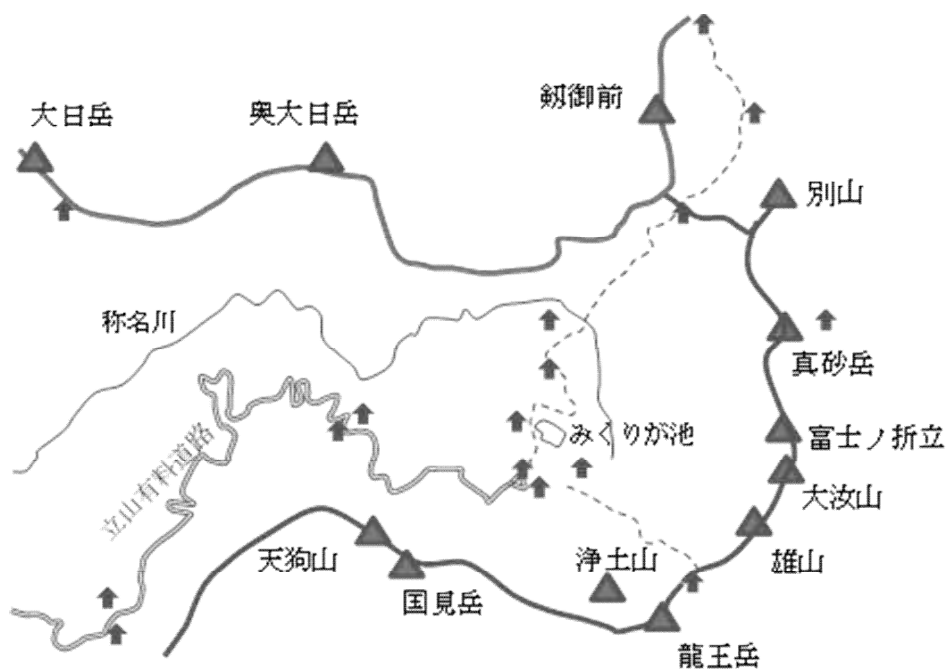 剱御前
大日岳
奥大日岳
別山
称名川
真砂岳
みくりが池
富士ノ折立
大汝山
立山有料道路
天狗山
浄土山
雄山
国見岳
龍王岳